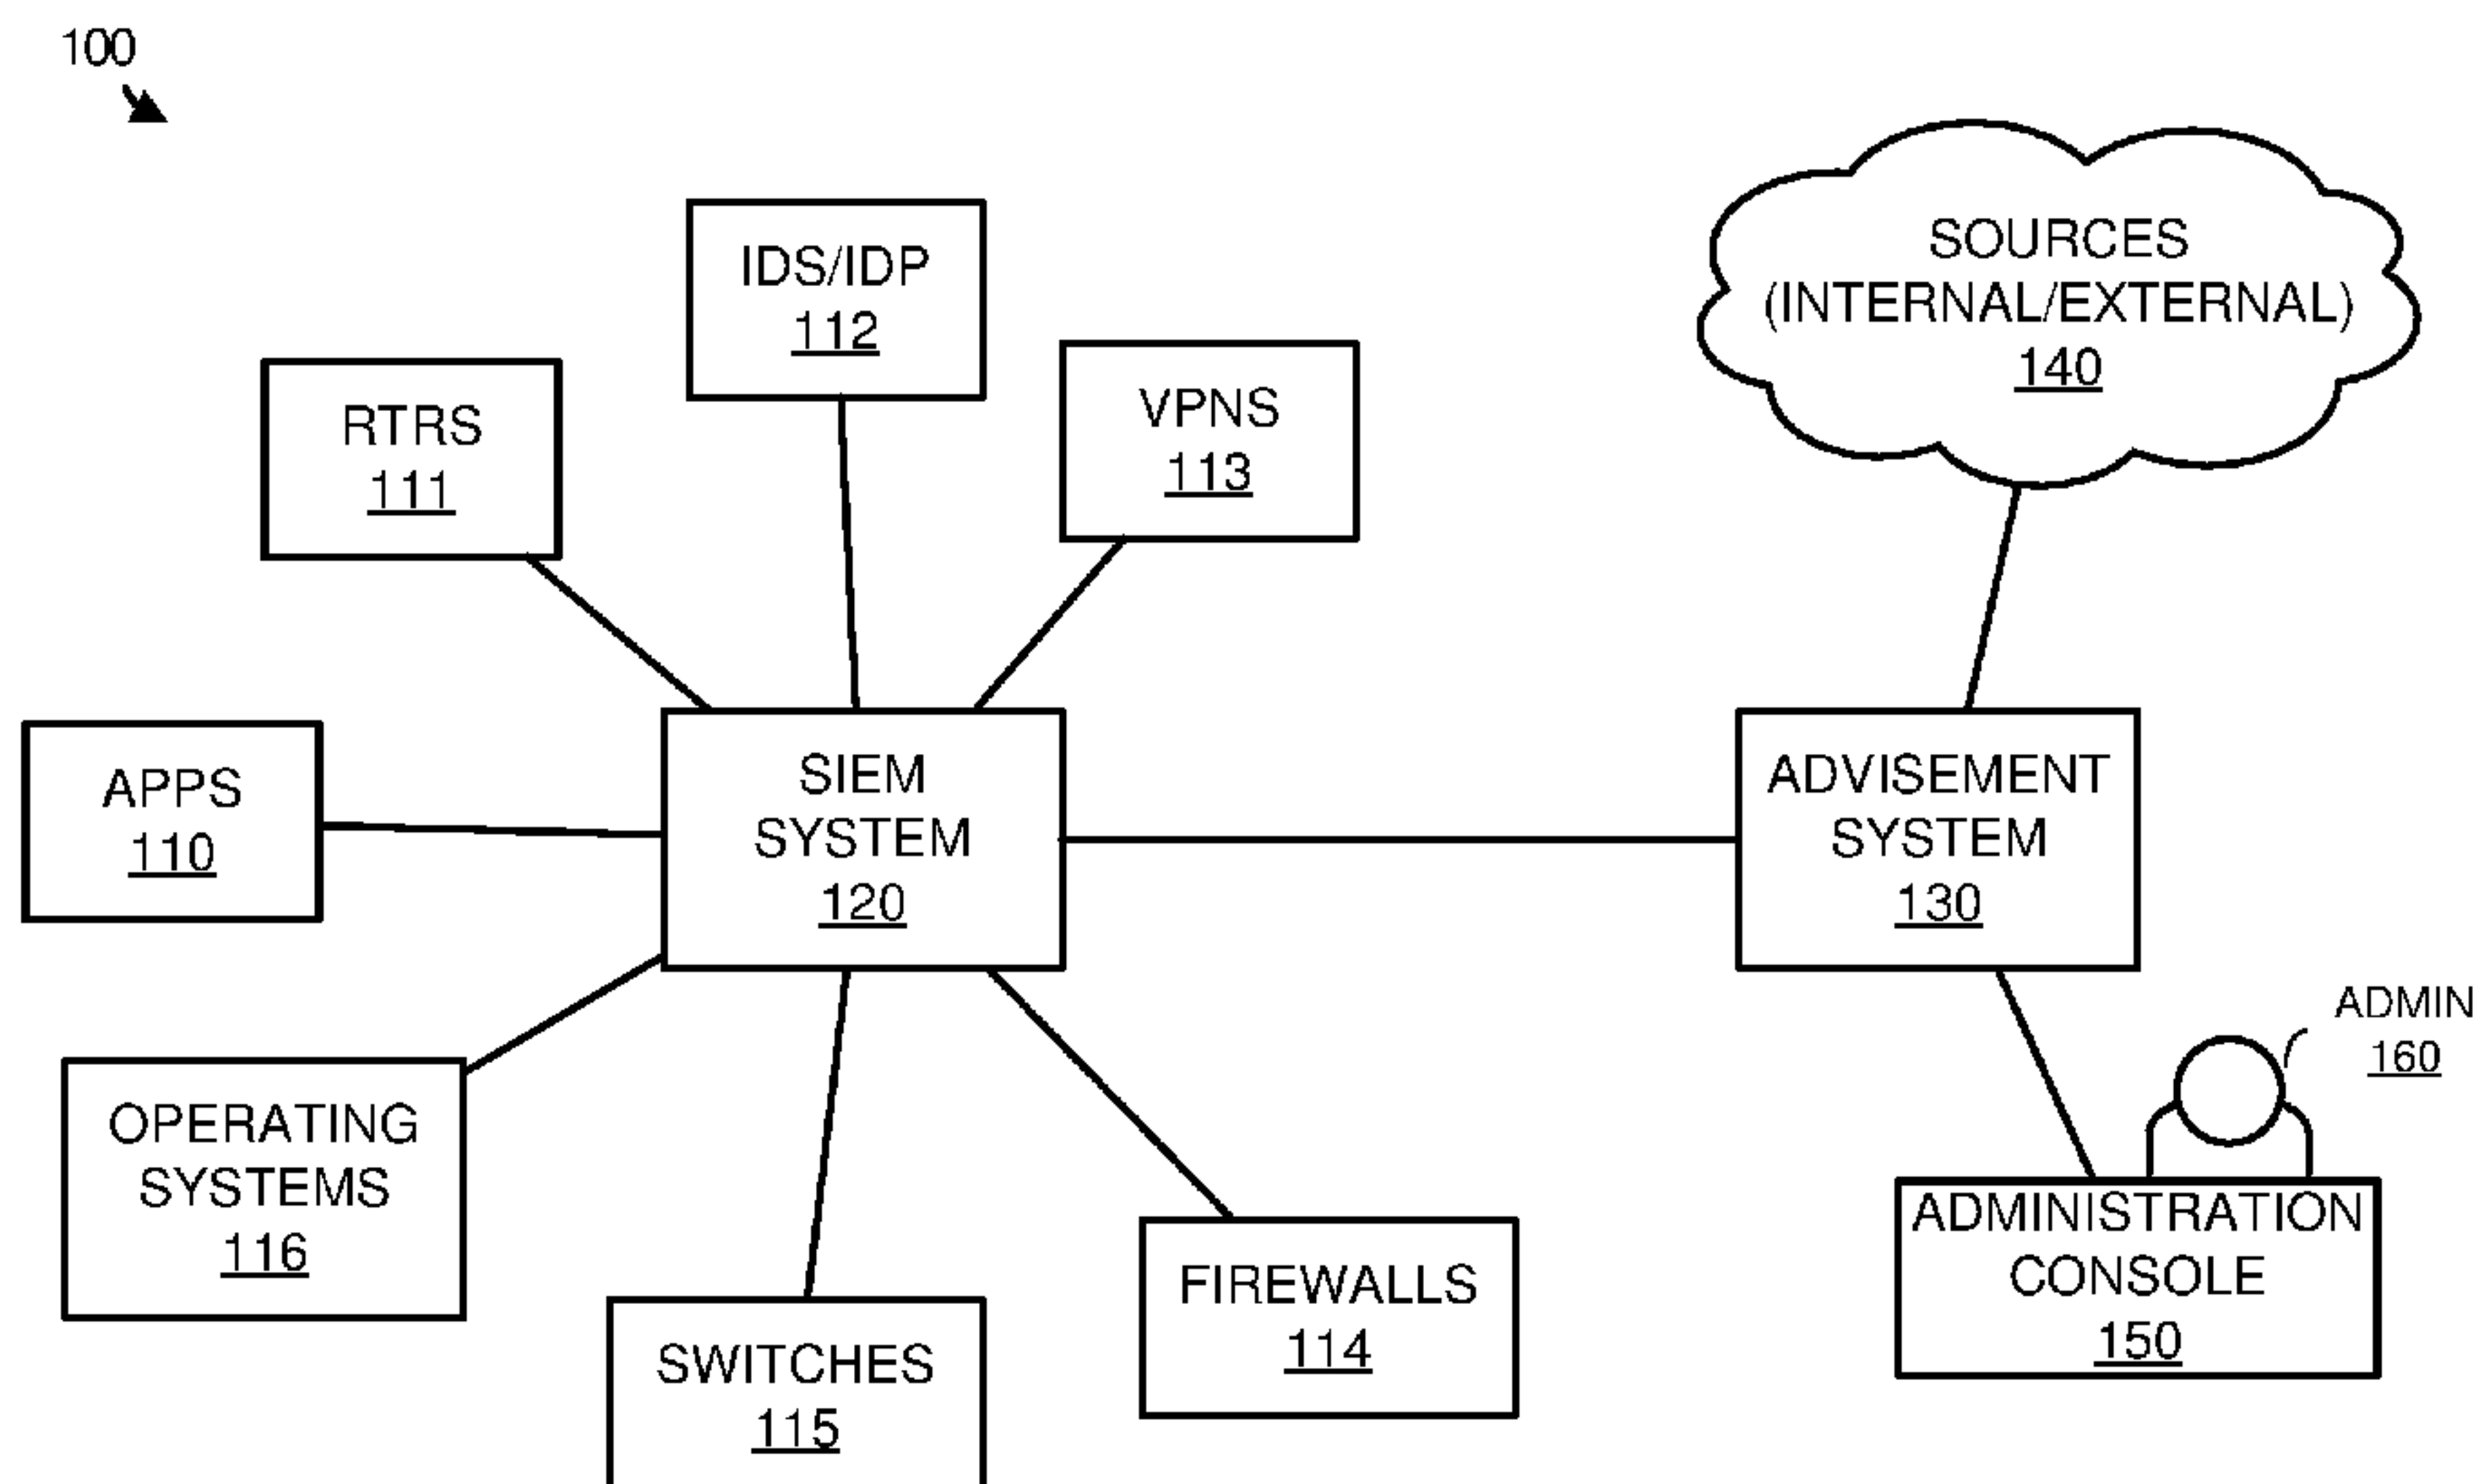 100
IDS/IDP
112
SOURCES
(INTERNAL/EXTERNAL)
140
RTRS
111
VPNS
113
APPS
110
SIEM
SYSTEM
120
ADVISEMENT
SYSTEM
130
ADMIN
160
OPERATING
SYSTEMS
116
SWITCHES
115
FIREWALLS
114
ADMINISTRATION
CONSOLE
150